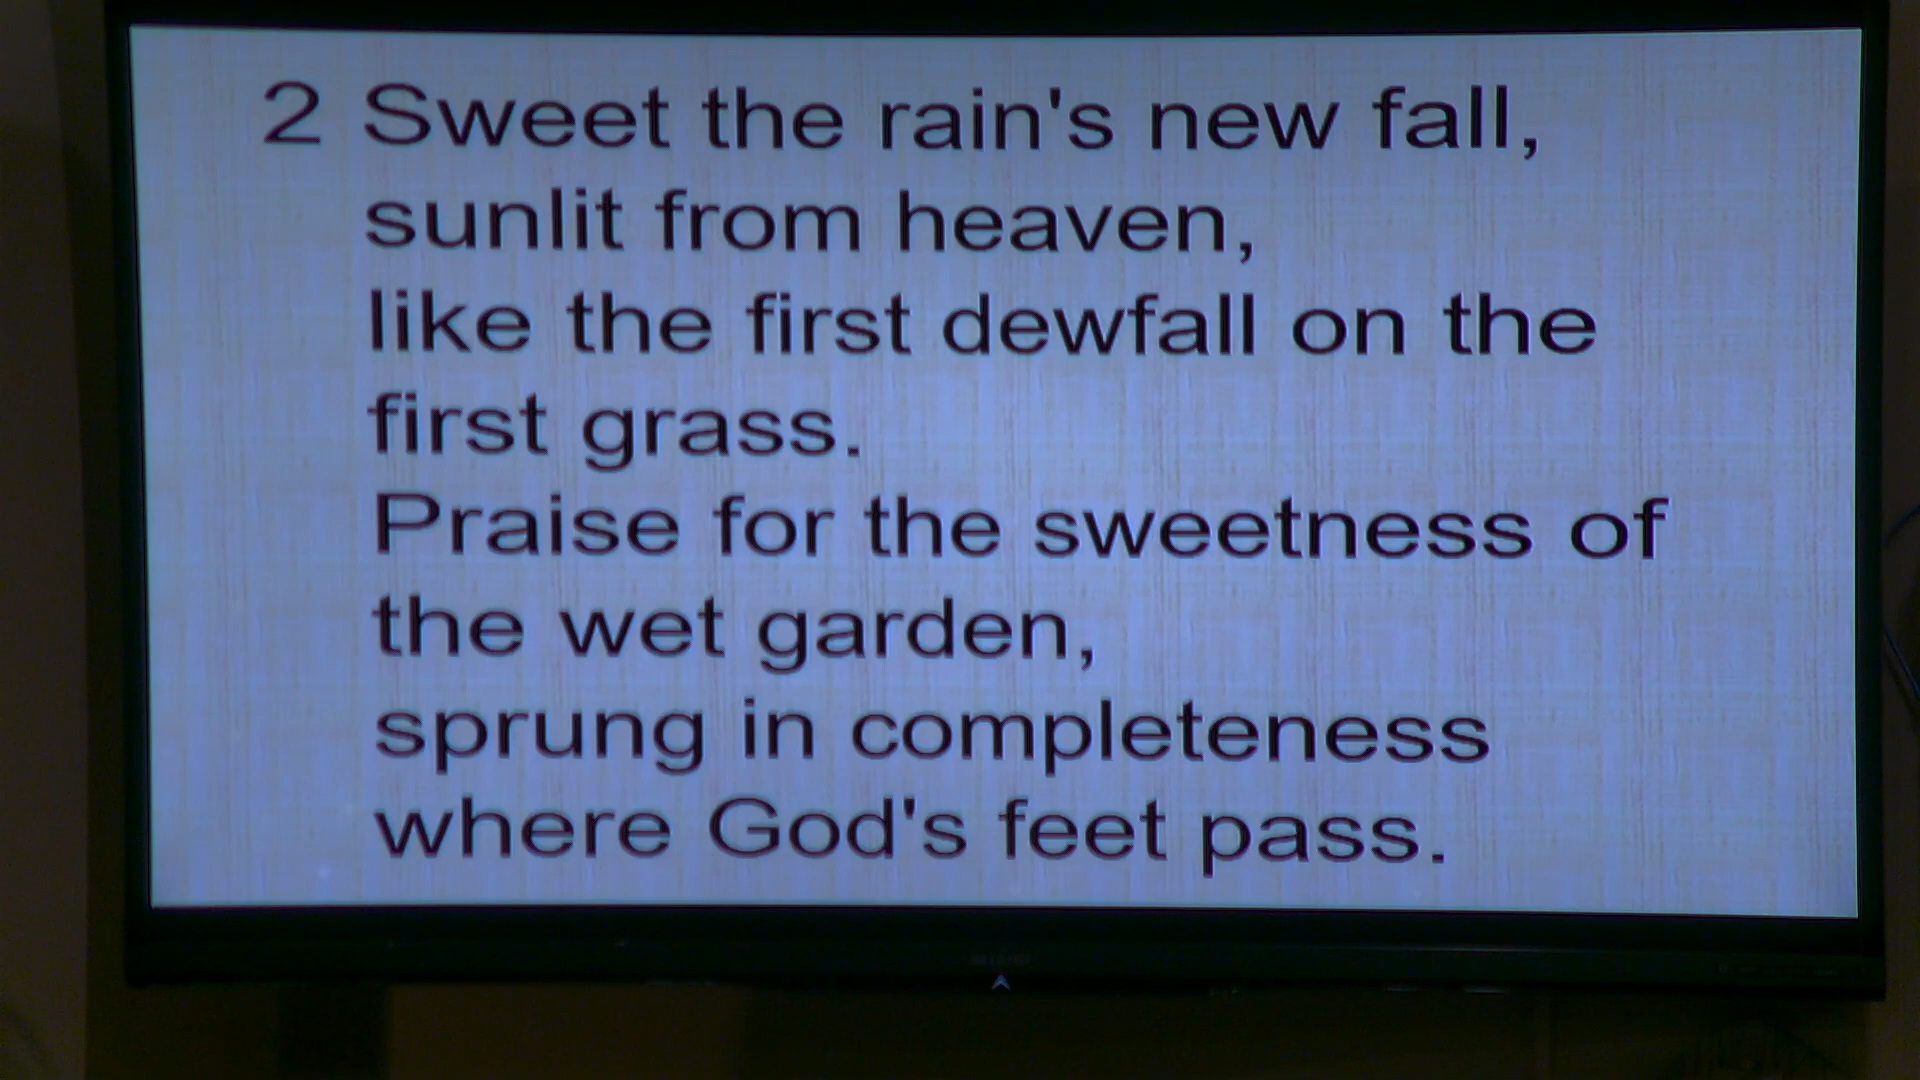 2 Sweet the rain's new fall,
sunlit from heaven,
like the first dewfall on the
first grass.
Praise for the sweetness of
the wet garden,
sprung in completeness
where God's feet pass.